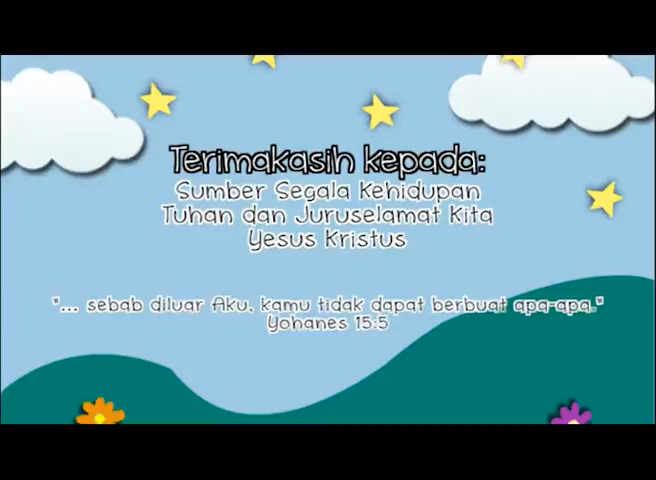 Terimakasih kepada:
Sumber Segala Kehidupan
Tuhan dan Juruselamat Kita
Yesus Kristus
"... sebab diluar Aku, kamu tidak dapat berbuat apa-apa."
Yohanes 15:5